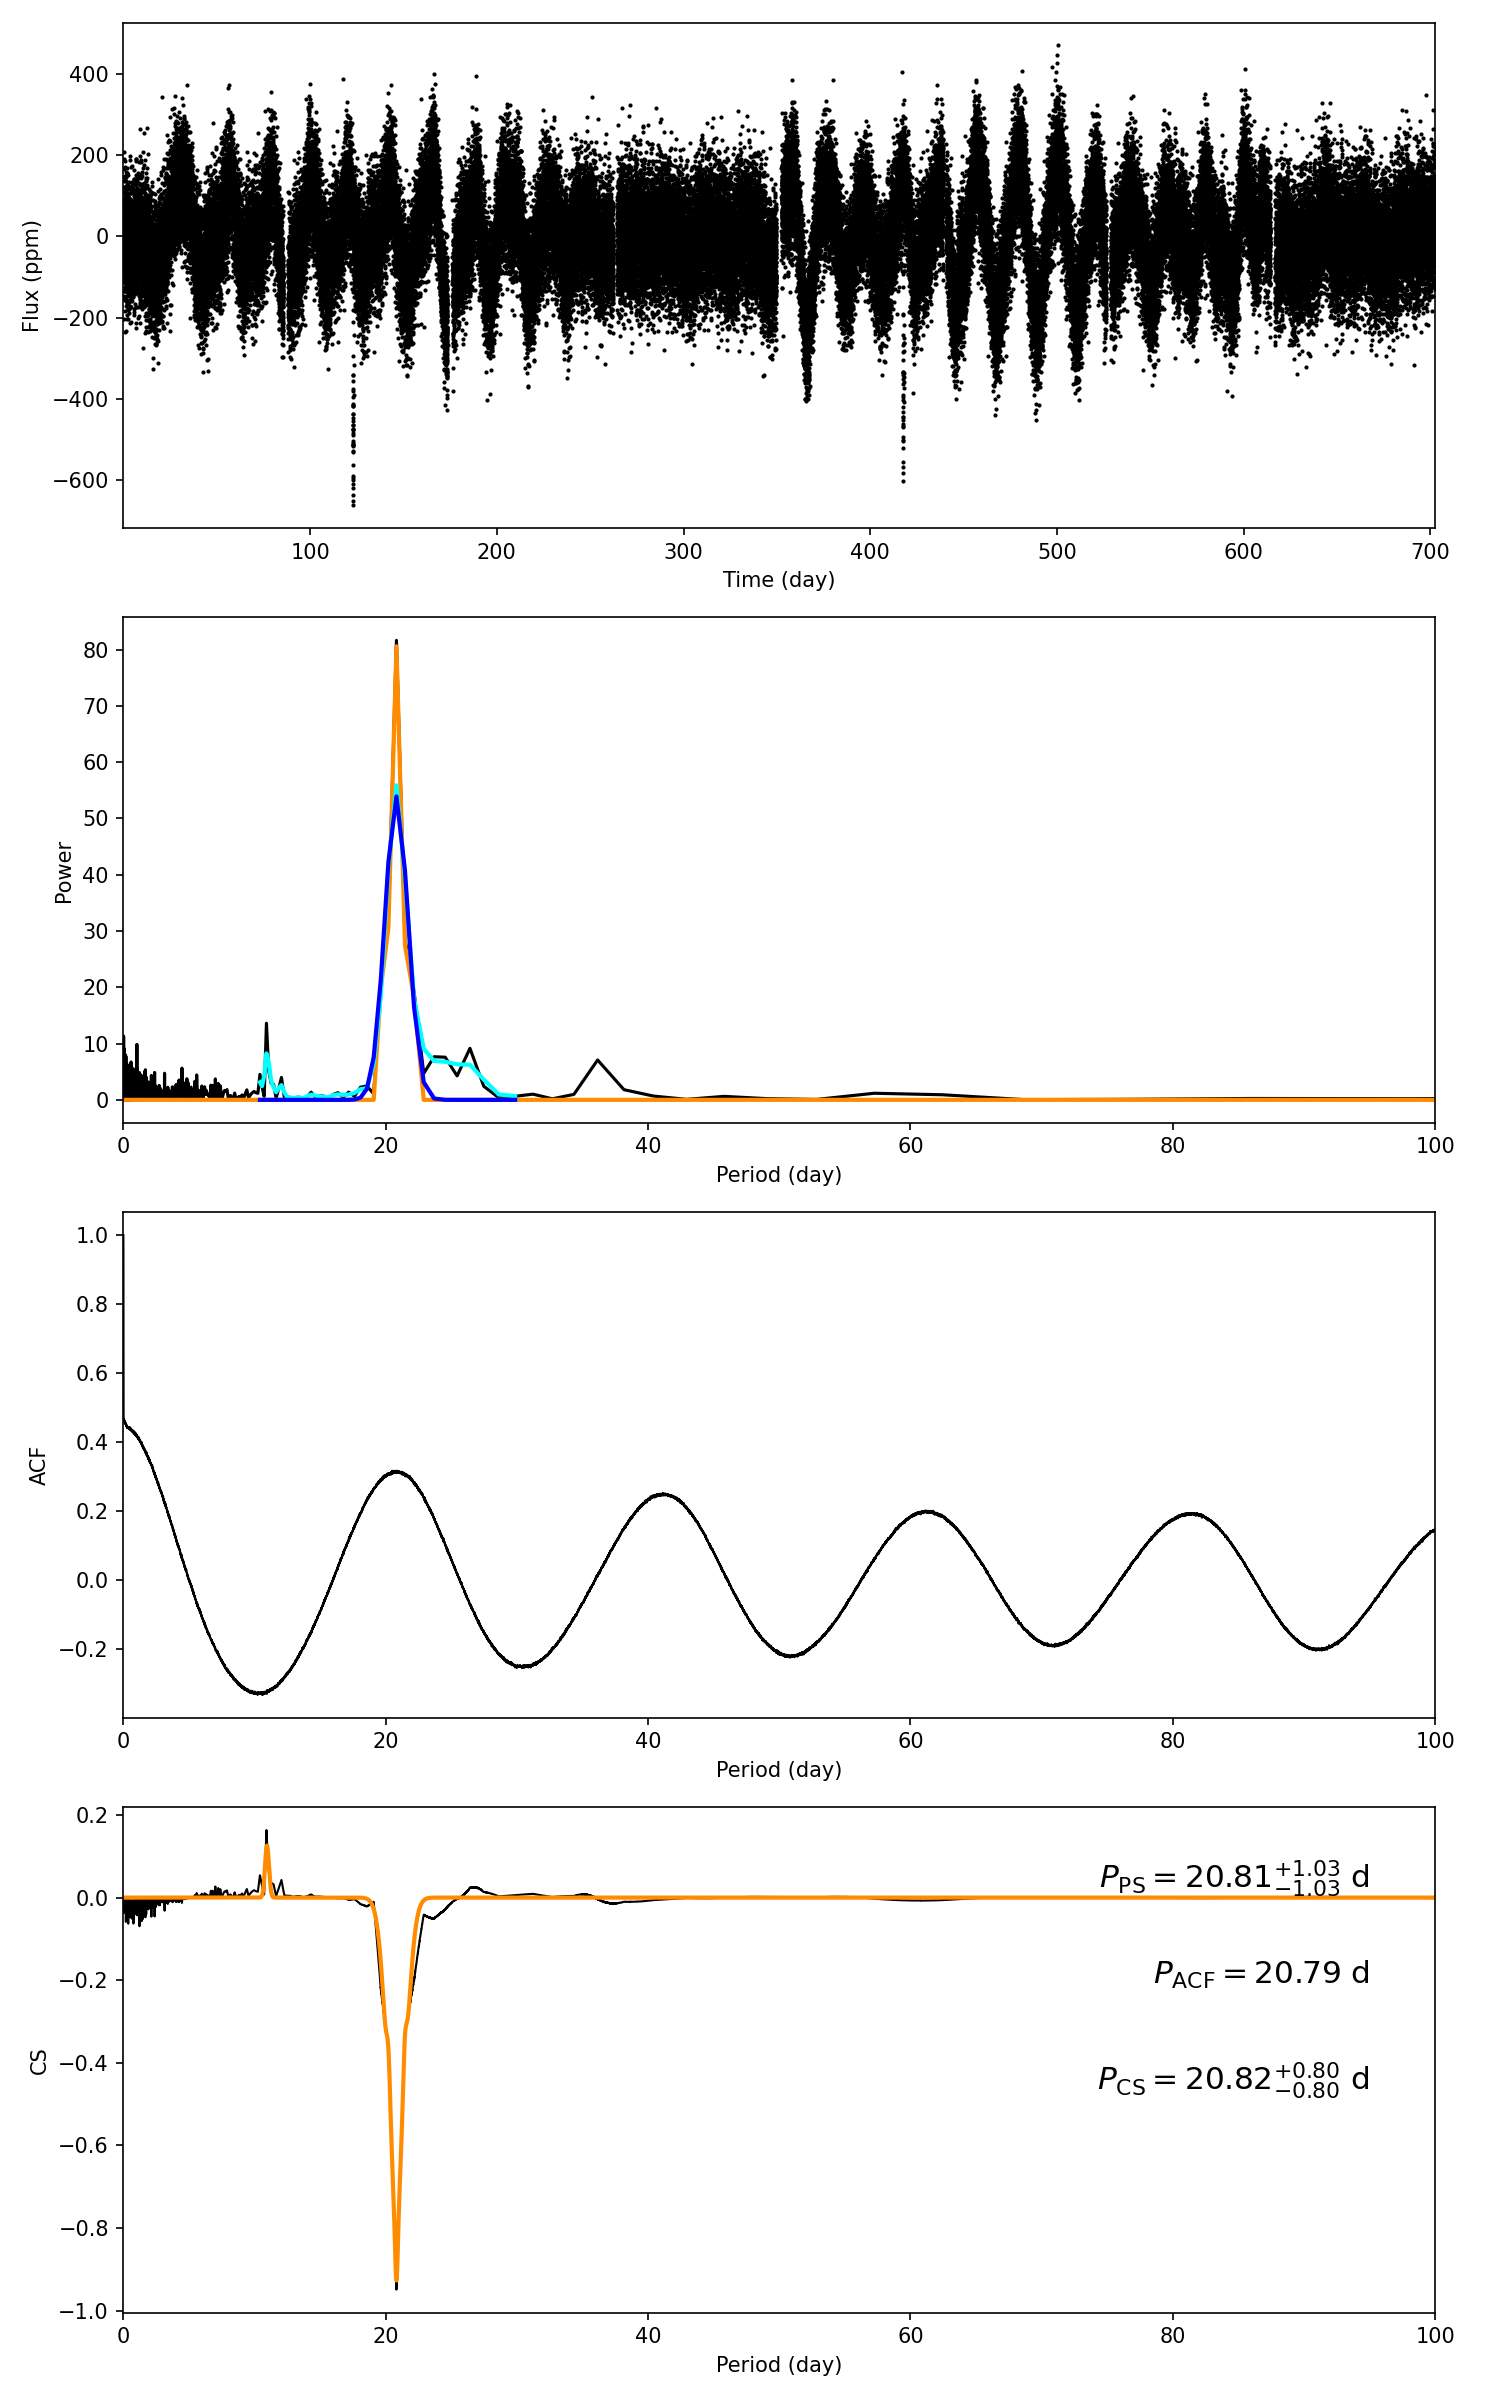 400
200
0
−200
−400
−600
Flux (ppm)
100 200 300 400 500 600 700
Time (day)
80
70
60
50
40
30
20
10
0
Power
0 20 40 60 80 100
Period (day)
1.0
0.8
0.6
0.4
0.2
0.0
−0.2
ACF
0 20 40 60 80 100
Period (day)
0.2
0.0
−0.2
−0.4
−0.6
−0.8
−1.0
CS
P_PS = 20.81 +1.03 −1.03 d
P_ACF = 20.79 d
P_CS = 20.82 +0.80 −0.80 d
0 20 40 60 80 100
Period (day)